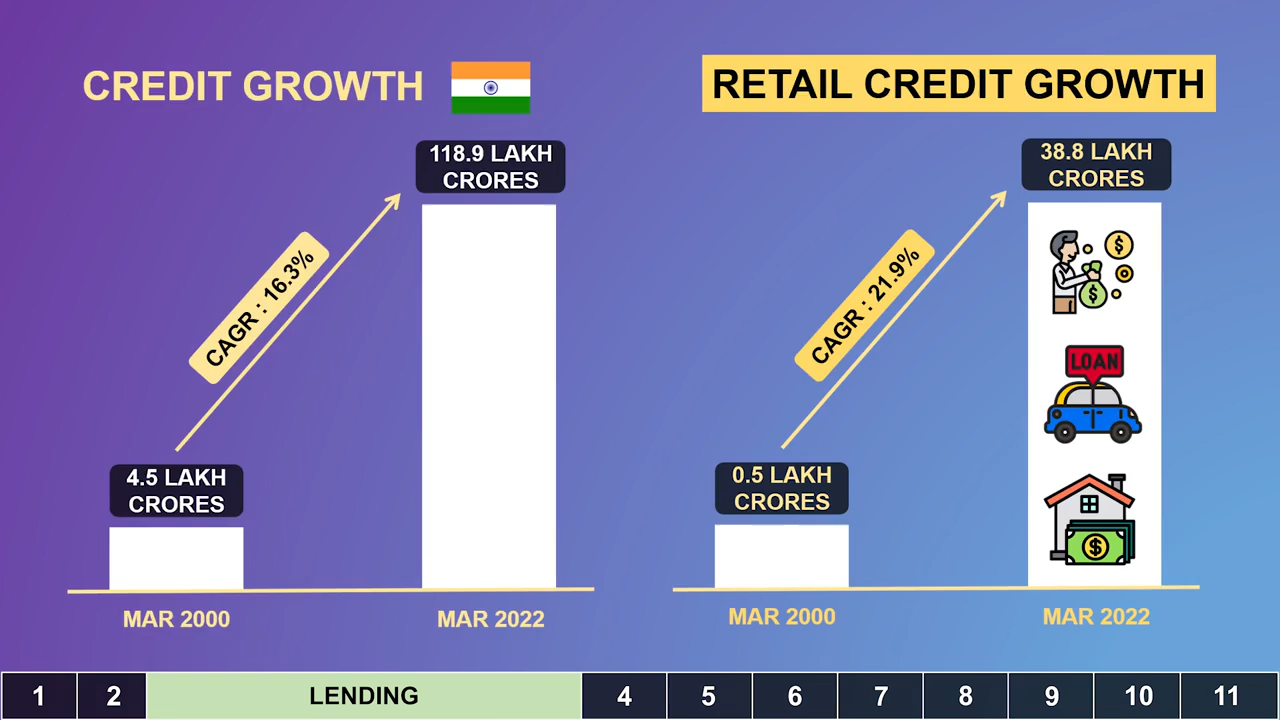 CREDIT GROWTH
118.9 LAKH
CRORES
CAGR : 16.3%
4.5 LAKH
CRORES
MAR 2000
MAR 2022
RETAIL CREDIT GROWTH
38.8 LAKH
CRORES
CAGR : 21.9%
$
$
LOAN
$
0.5 LAKH
CRORES
MAR 2000
MAR 2022
1 2 LENDING 4 5 6 7 8 9 10 11